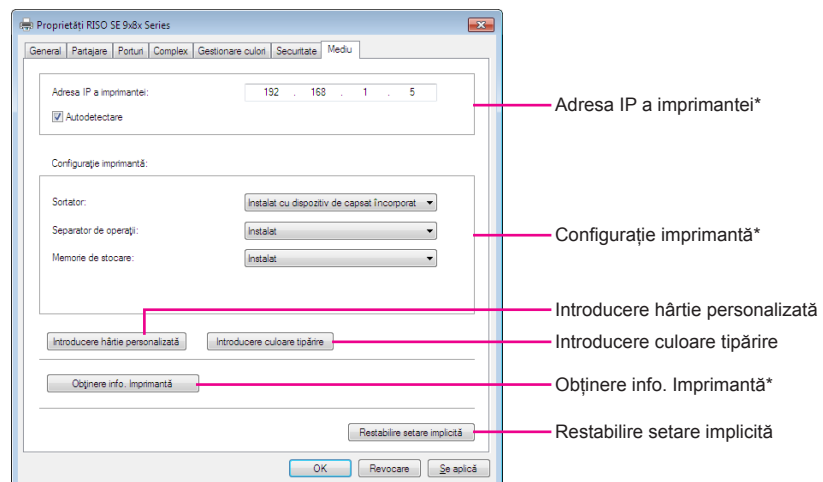 Proprietăți RISO SE 9x8x Series
General Partajare Porturi Complex Gestionare culori Securitate Mediu
Adresa IP a imprimantei: 192 . 168 . 1 . 5
Adresa IP a imprimantei*
Autodetectare
Configuraţie imprimantă:
Sortator: Instalat cu dispozitiv de capsat încorporat
Separator de operaţii: Instalat
Configurație imprimantă*
Memorie de stocare: Instalat
Introducere hârtie personalizată
Introducere hârtie personalizată Introducere culoare tipărire
Introducere culoare tipărire
Obţinere info. Imprimantă
Obținere info. Imprimantă*
Restabilire setare implicită
Restabilire setare implicită
OK Revocare Se aplică